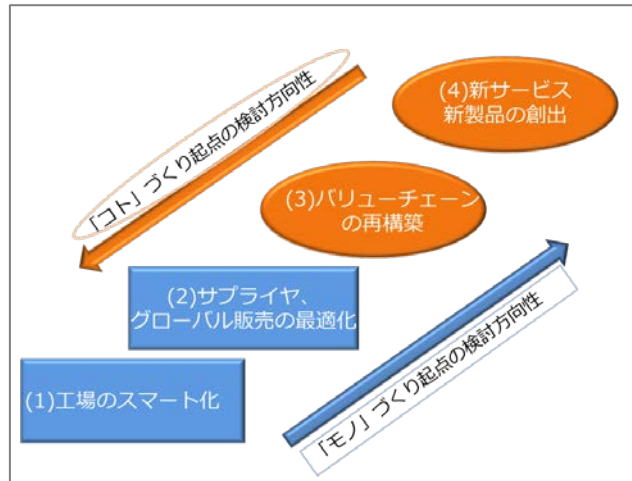 「コト」づくり起点の検討方向性
(4)新サービス
新製品の創出
(3)バリューチェーン
の再構築
(2)サプライヤ、
グローバル販売の最適化
(1)工場のスマート化
「モノ」づくり起点の検討方向性